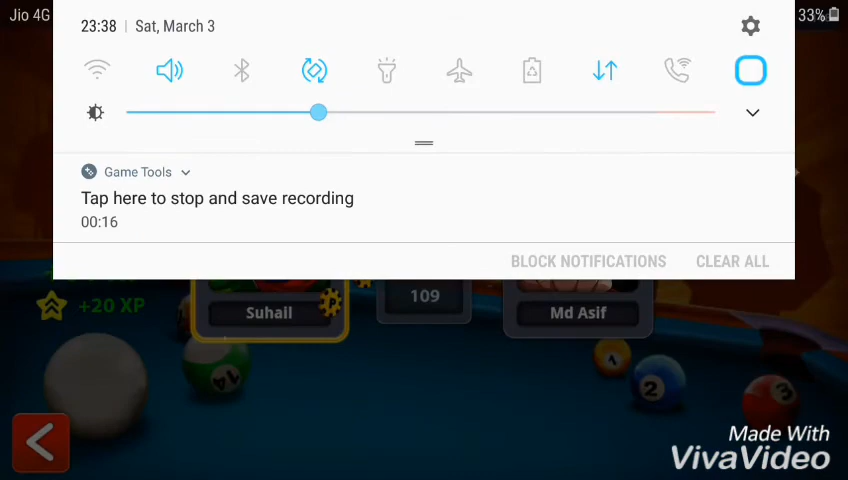 Jio 4G
33%
23:38 | Sat, March 3
Game Tools
Tap here to stop and save recording
00:16
BLOCK NOTIFICATIONS
CLEAR ALL
+20 XP
109
Suhail
Md Asif
14
1
2
3
Made With
VivaVideo